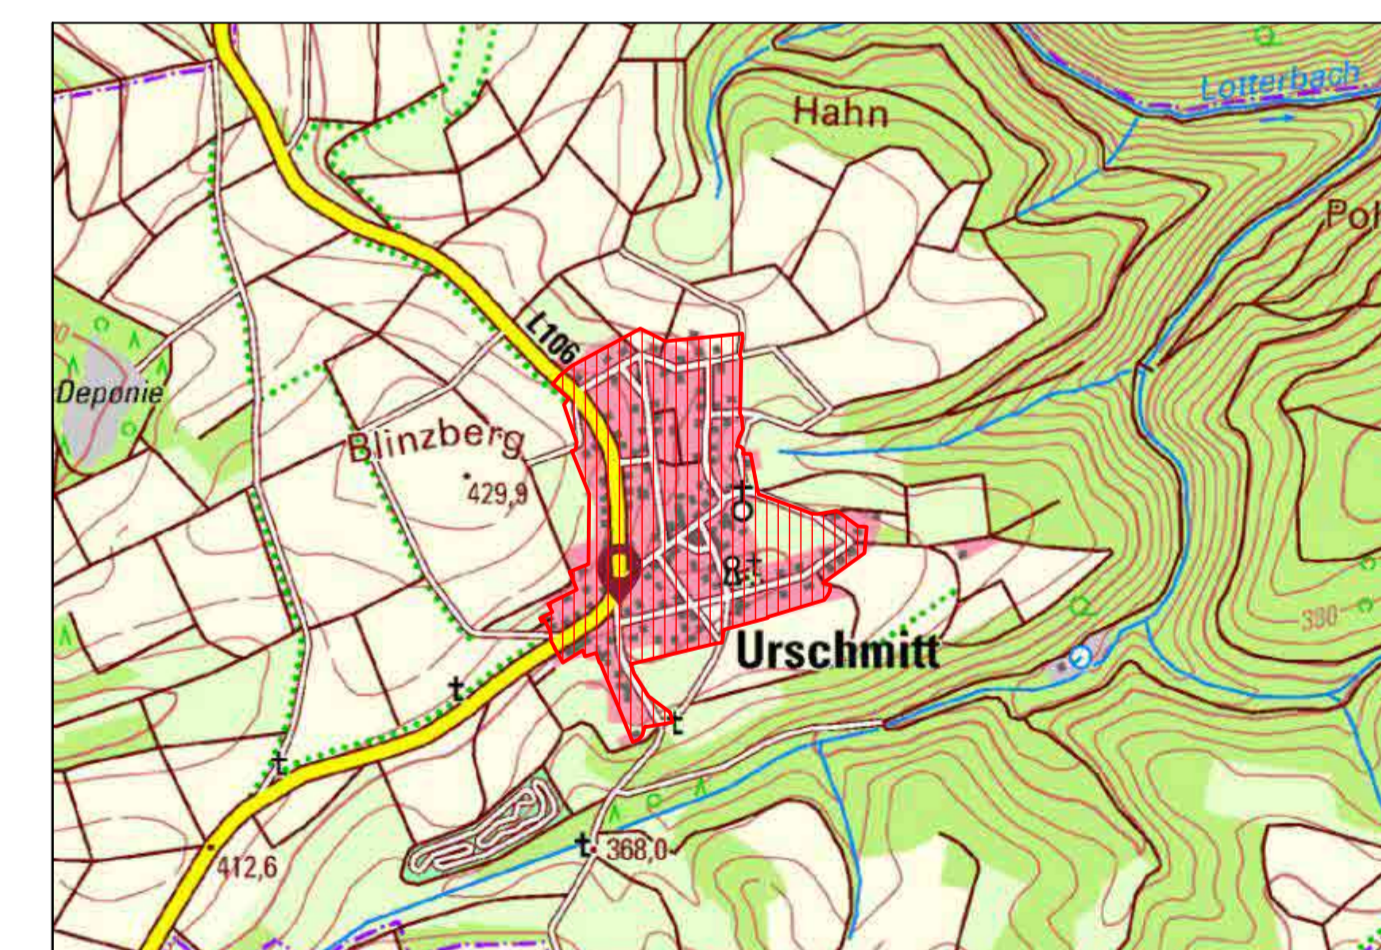 Hahn
Lotterbach
L106
Deponie
Blinzberg
429,9
Urschmitt
380
412,6
368,0